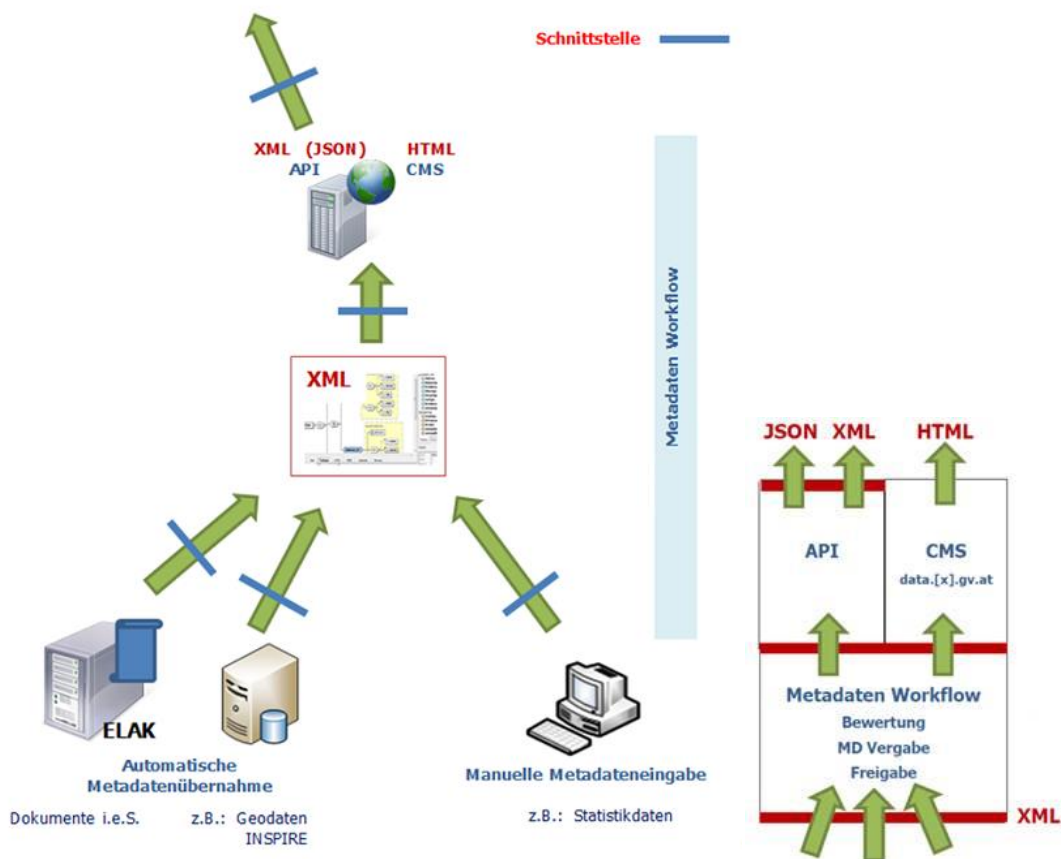 Schnittstelle
XML (JSON) HTML
API CMS
XML
Metadaten Workflow
ELAK
Automatische
Metadatenübernahme
Dokumente i.e.S. z.B.: Geodaten
INSPIRE
Manuelle Metadateneingabe
z.B.: Statistikdaten
JSON XML HTML
API CMS
data.[x].gv.at
Metadaten Workflow
Bewertung
MD Vergabe
Freigabe
XML